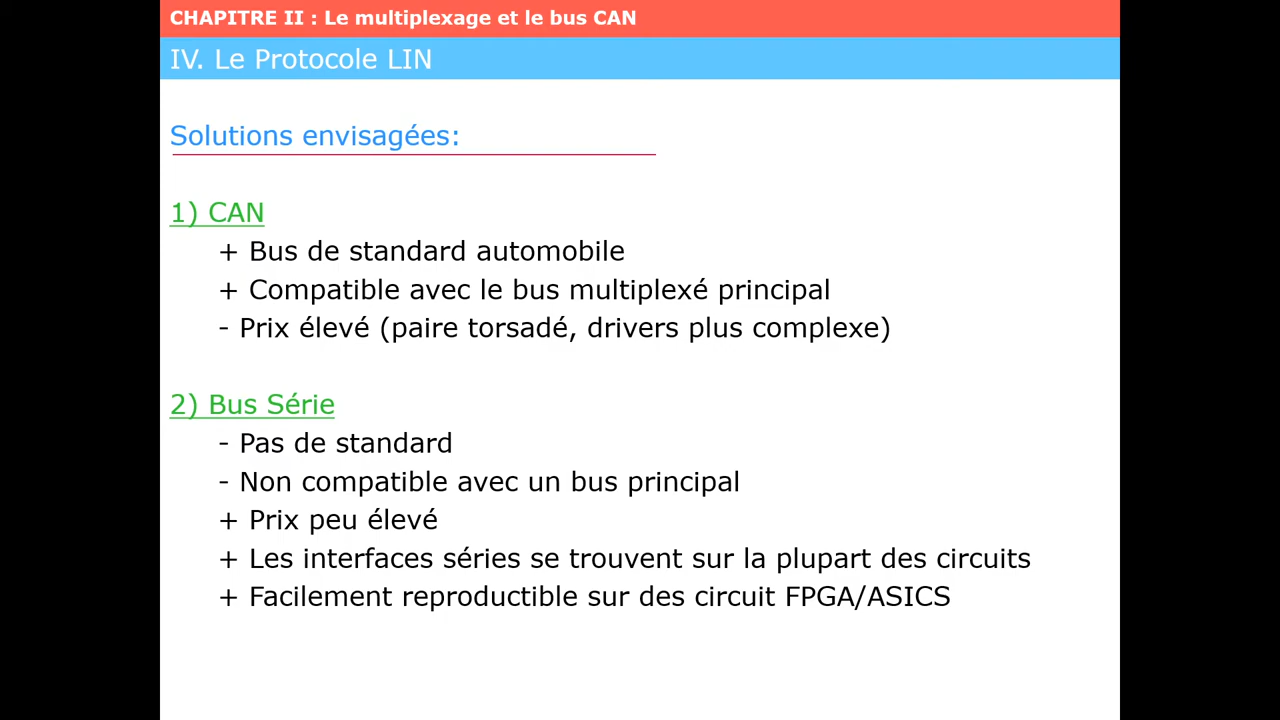 CHAPITRE II : Le multiplexage et le bus CAN
IV. Le Protocole LIN
Solutions envisagées:
1) CAN
+ Bus de standard automobile
+ Compatible avec le bus multiplexé principal
- Prix élevé (paire torsadé, drivers plus complexe)
2) Bus Série
- Pas de standard
- Non compatible avec un bus principal
+ Prix peu élevé
+ Les interfaces séries se trouvent sur la plupart des circuits
+ Facilement reproductible sur des circuit FPGA/ASICS